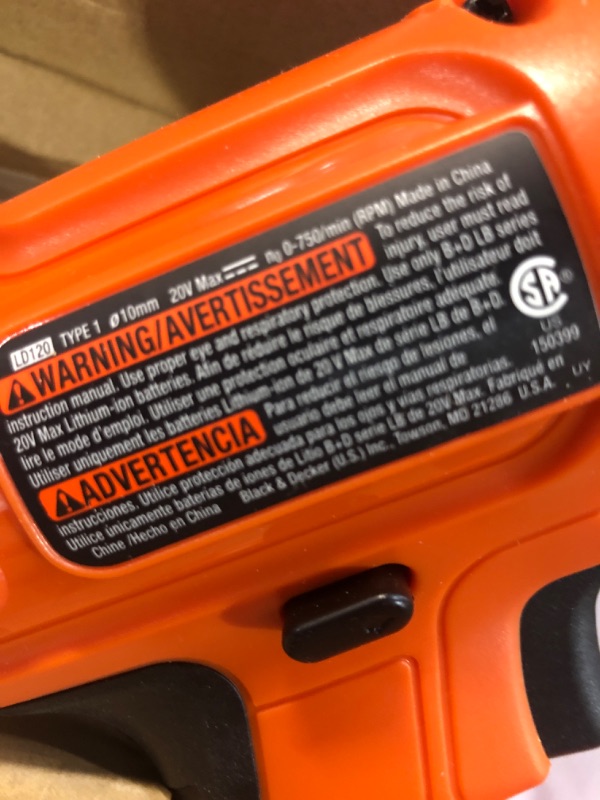 LD120 TYPE 1 ø10mm 20V Max n₀ 0-750/min (RPM) Made in China
WARNING/AVERTISSEMENT To reduce the risk of injury, user must read
instruction manual. Use proper eye and respiratory protection. Use only B+D LB series
20V Max Lithium-ion batteries. Afin de réduire le risque de blessures, l'utilisateur doit
lire le mode d'emploi. Utiliser une protection oculaire et respiratoire adéquate.
Utiliser uniquement les batteries Lithium-ion de 20 V Max de série LB de B+D.
ADVERTENCIA Para reducir el riesgo de lesiones, el usuario debe leer el manual de
instrucciones. Utilice protección adecuada para los ojos y vías respiratorias.
Utilice únicamente baterías de iones de Litio B+D serie LB de 20V Max. Fabriqué en
Chine /Hecho en China Black & Decker (U.S.) Inc., Towson, MD 21286 U.S.A.
SA ®
US
150390
UY